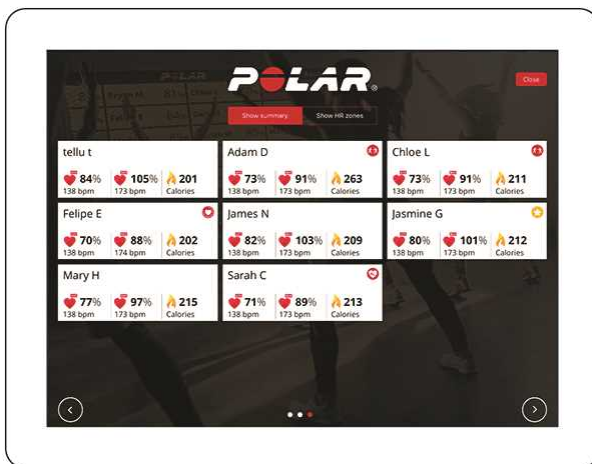 POLAR®
Close
Show summary
Show HR zones
tellu t
84% 105% 201
138 bpm 173 bpm Calories
Adam D
73% 91% 263
138 bpm 173 bpm Calories
Chloe L
73% 91% 211
138 bpm 173 bpm Calories
Felipe E
70% 88% 202
138 bpm 174 bpm Calories
James N
82% 103% 209
138 bpm 173 bpm Calories
Jasmine G
80% 101% 212
138 bpm 173 bpm Calories
Mary H
77% 97% 215
138 bpm 173 bpm Calories
Sarah C
71% 89% 213
138 bpm 173 bpm Calories